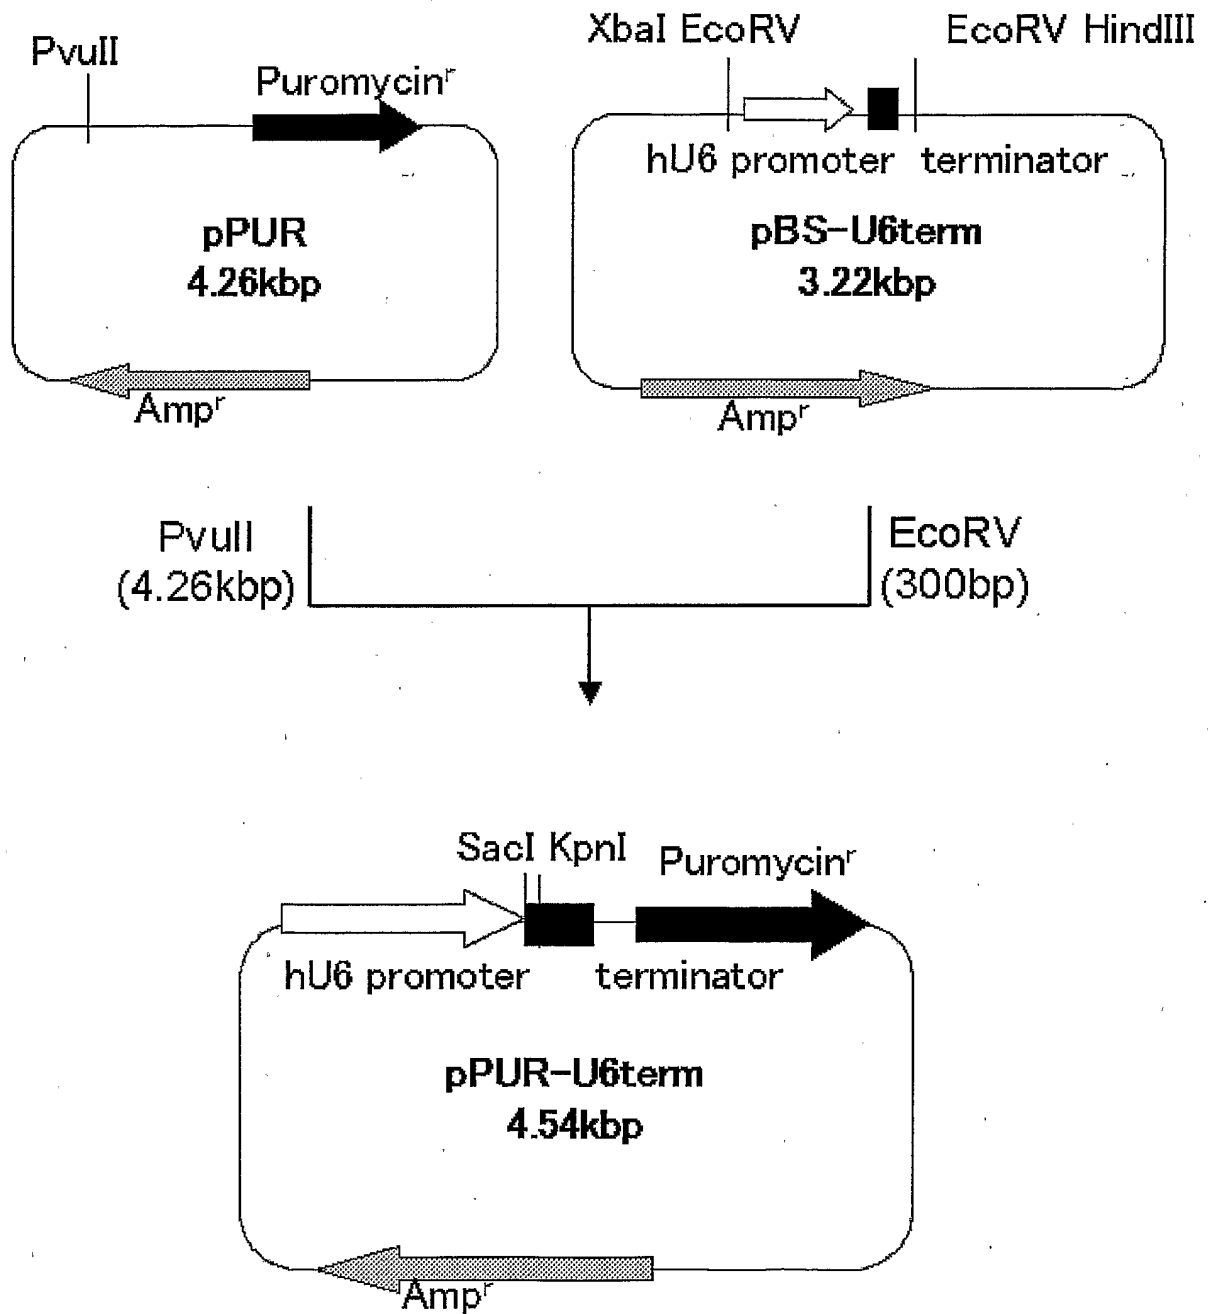 PvuII
Puromycinʳ
pPUR
4.26kbp
Ampʳ
XbaI EcoRV
EcoRV HindIII
hU6 promoter
terminator
pBS-U6term
3.22kbp
Ampʳ
PvuII
(4.26kbp)
EcoRV
(300bp)
SacI KpnI
Puromycinʳ
hU6 promoter
terminator
pPUR-U6term
4.54kbp
Ampʳ